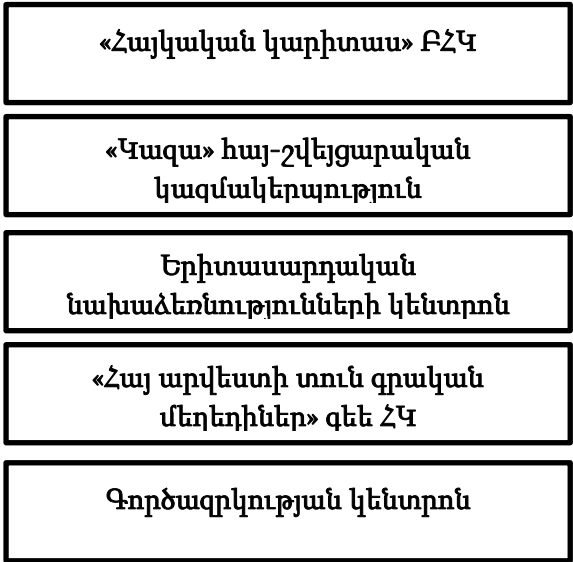 «Հայկական կարիտաս» ԲՀԿ
«Կազա» հայ-շվեյցարական
կազմակերպություն
Երիտասարդական
նախաձեռնությունների կենտրոն
«Հայ արվեստի տուն գրական
մեղեդիներ» գեե ՀԿ
Գործազրկության կենտրոն